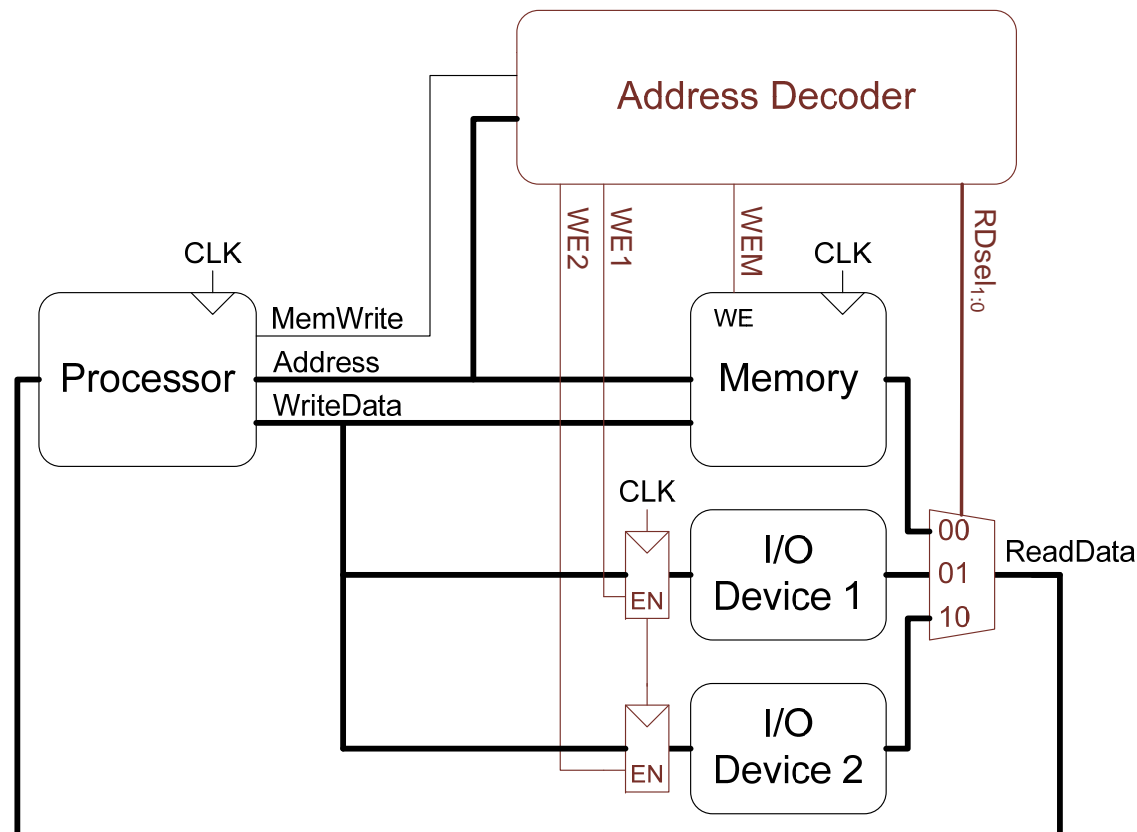 Address Decoder
WE2
WE1
WEM
RDsel1:0
CLK
CLK
MemWrite
WE
Processor
Address
Memory
WriteData
CLK
I/O
Device 1
EN
00
01
10
ReadData
I/O
Device 2
EN